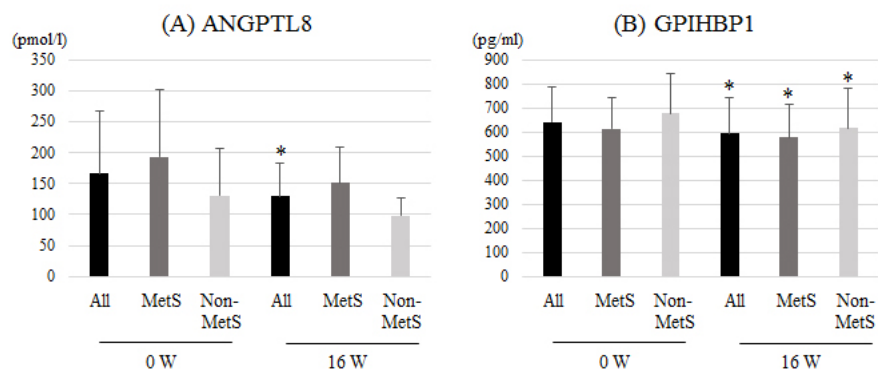 (A) ANGPTL8
(pmol/l)
350
300
250
200
150
100
50
0
*
All MetS Non-MetS All MetS Non-MetS
0 W 16 W
(B) GPIHBP1
(pg/ml)
900
800
700
600
500
400
300
200
100
0
* * *
All MetS Non-MetS All MetS Non-MetS
0 W 16 W